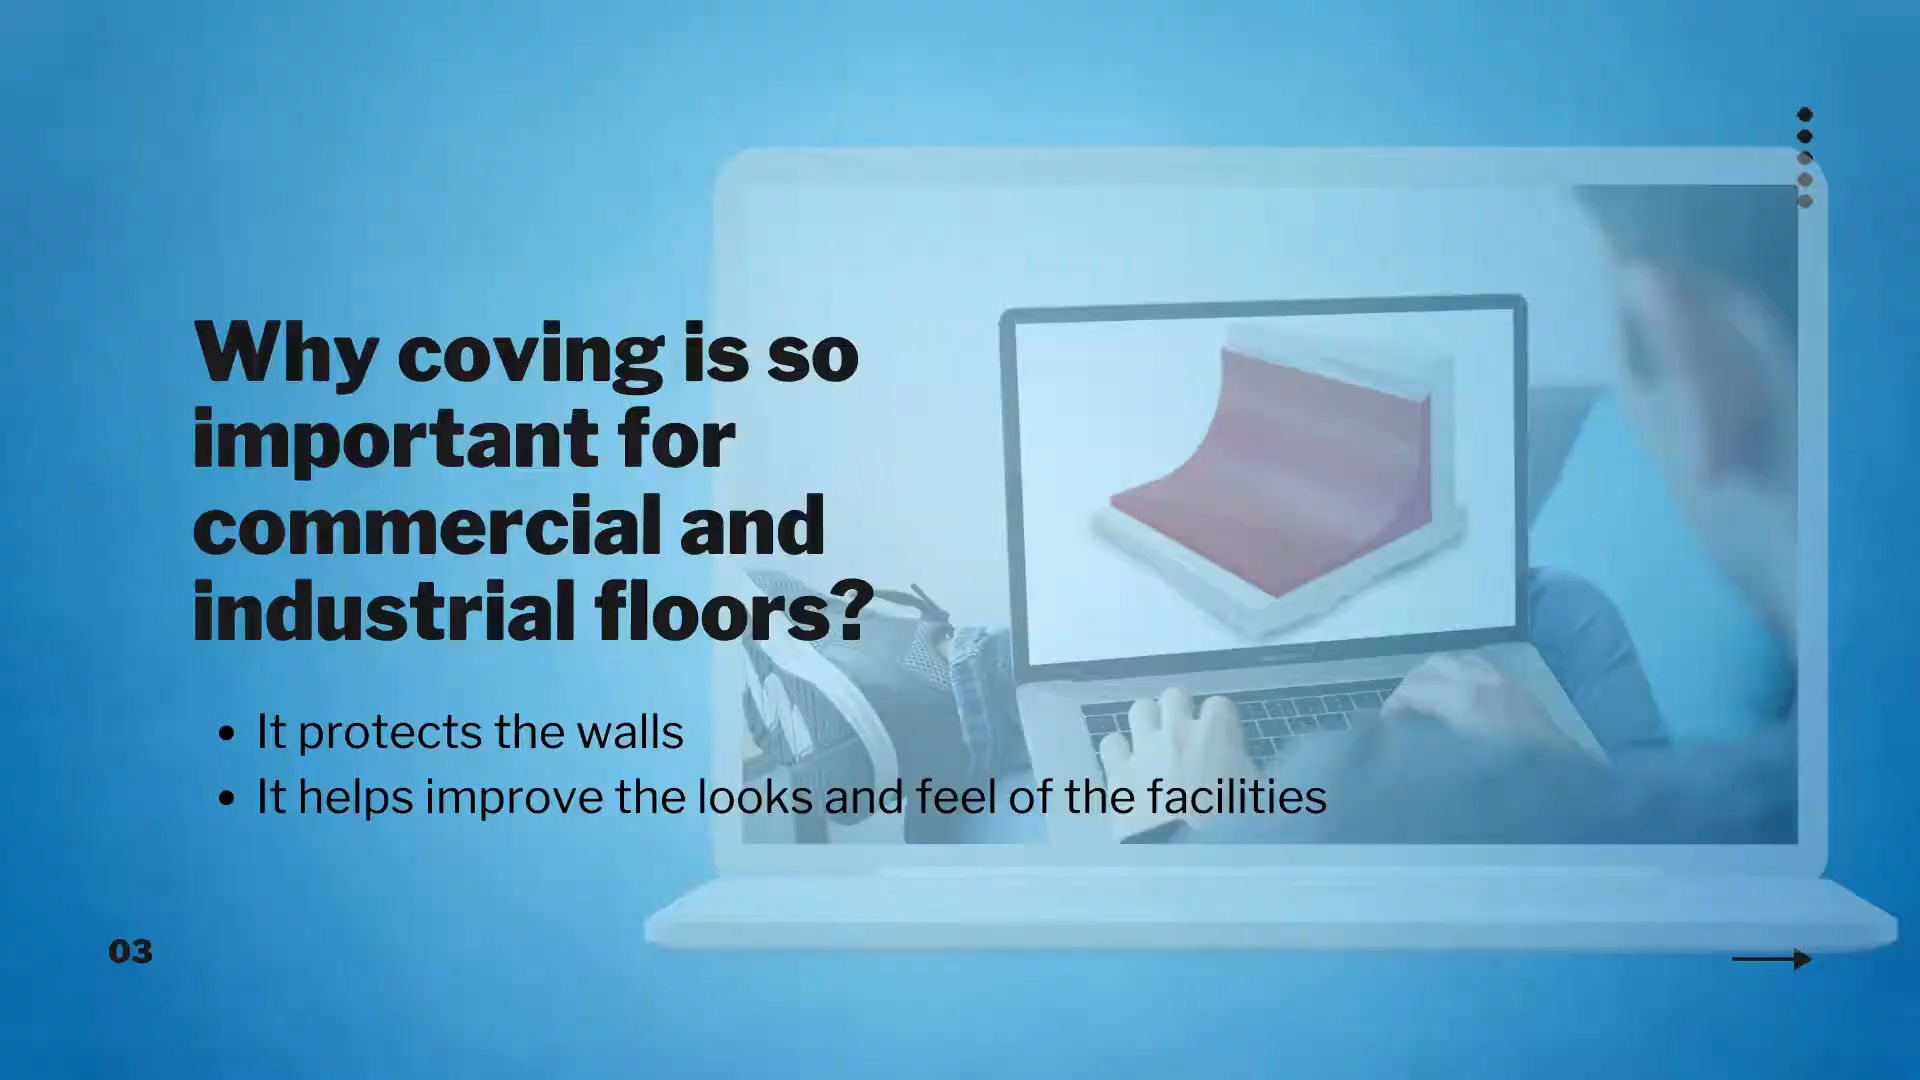 Why coving is so
important for
commercial and
industrial floors?
• It protects the walls
• It helps improve the looks and feel of the facilities
03